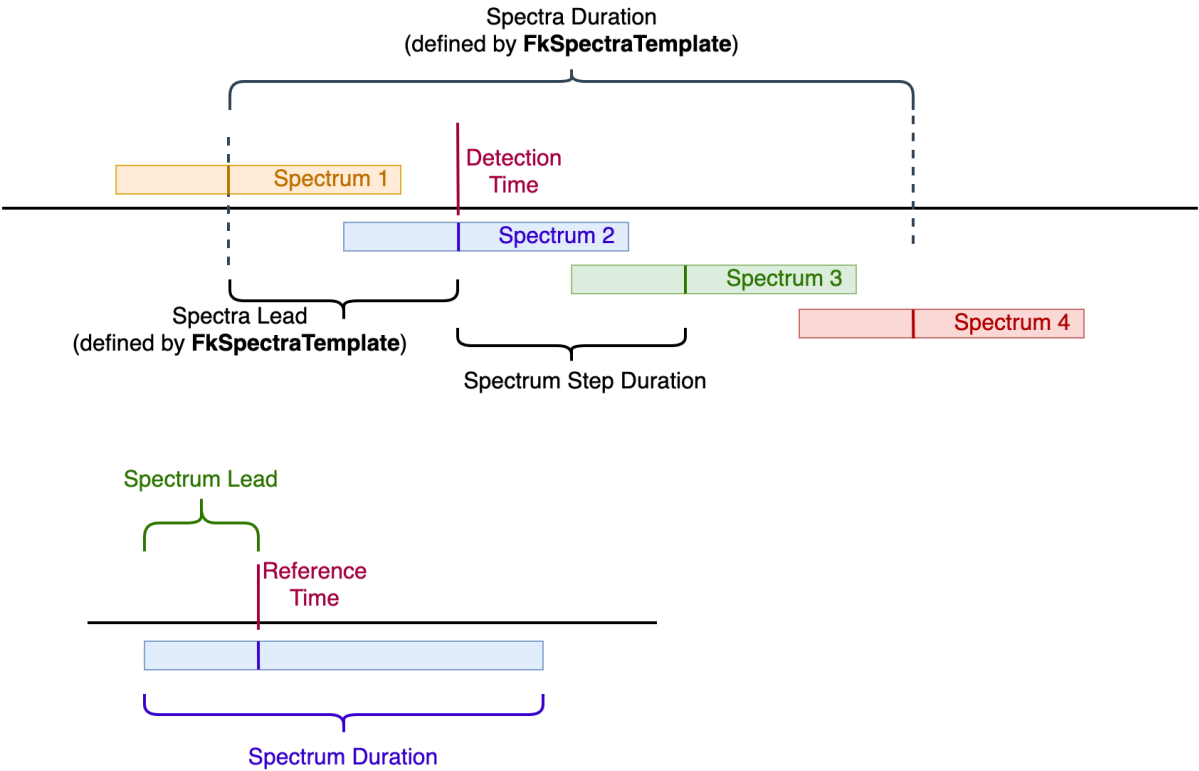 Spectra Duration
(defined by FkSpectraTemplate)
Detection
Time
Spectrum 1
Spectrum 2
Spectrum 3
Spectra Lead
(defined by FkSpectraTemplate)
Spectrum 4
Spectrum Step Duration
Spectrum Lead
Reference
Time
Spectrum Duration